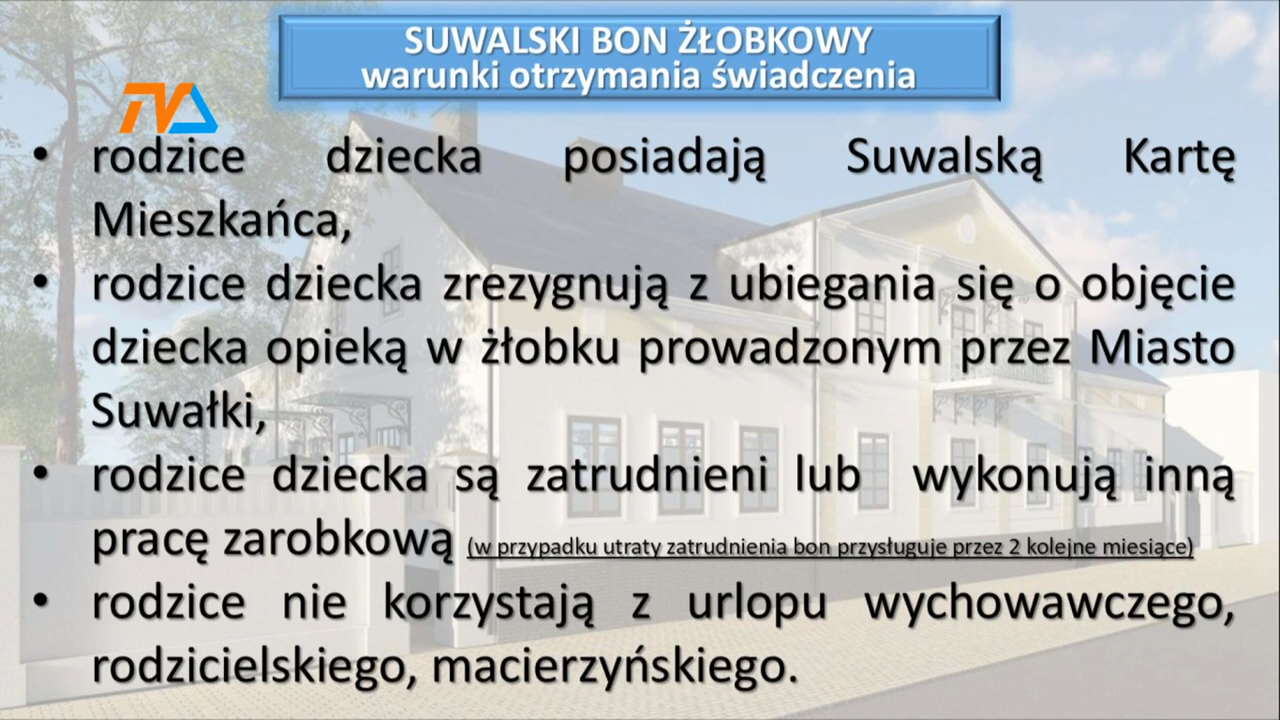 SUWALSKI BON ŻŁOBKOWY
warunki otrzymania świadczenia
TVA
• rodzice dziecka posiadają Suwalską Kartę
Mieszkańca,
• rodzice dziecka zrezygnują z ubiegania się o objęcie
dziecka opieką w żłobku prowadzonym przez Miasto
Suwałki,
• rodzice dziecka są zatrudnieni lub wykonują inną
pracę zarobkową (w przypadku utraty zatrudnienia bon przysługuje przez 2 kolejne miesiące)
• rodzice nie korzystają z urlopu wychowawczego,
rodzicielskiego, macierzyńskiego.